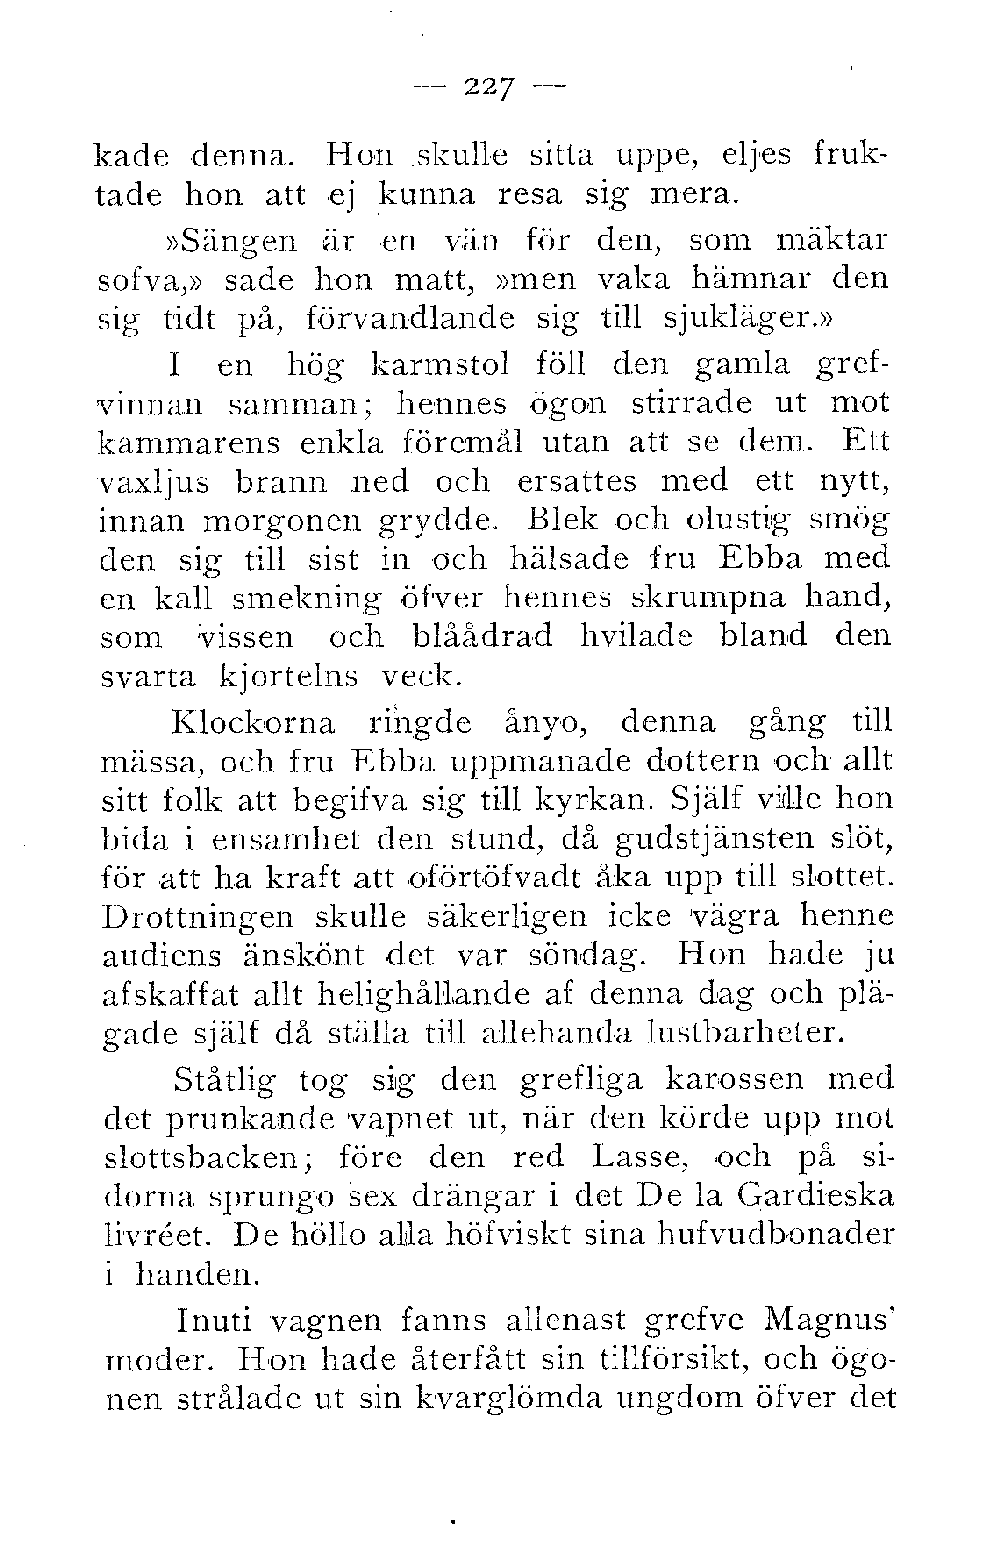 — 227 —
kade denna. Hon skulle sitta uppe, eljes fruk-
tade hon att ej kunna resa sig mera.
»Sängen är en vän för den, som mäktar
sofva,» sade hon matt, »men vaka hämnar den
sig tidt på, förvandlande sig till sjukläger.»
I en hög karmstol föll den gamla gref-
vinnan samman; hennes ögon stirrade ut mot
kammarens enkla föremål utan att se dem. Ett
vaxljus brann ned och ersattes med ett nytt,
innan morgonen grydde. Blek och olustig smög
den sig till sist in och hälsade fru Ebba med
en kall smekning öfver hennes skrumpna hand,
som vissen och blåådrad hvilade bland den
svarta kjortelns veck.
Klockorna ringde ånyo, denna gång till
mässa, och fru Ebba uppmanade dottern och allt
sitt folk att begifva sig till kyrkan. Själf ville hon
bida i ensamhet den stund, då gudstjänsten slöt,
för att ha kraft att oförtöfvadt åka upp till slottet.
Drottningen skulle säkerligen icke vägra henne
audiens änskönt det var söndag. Hon hade ju
afskaffat allt helighållande af denna dag och plä-
gade själf då ställa till allehanda lustbarheter.
Ståtlig tog sig den grefliga karossen med
det prunkande vapnet ut, när den körde upp mot
slottsbacken; före den red Lasse, och på si-
dorna sprungo sex drängar i det De la Gardieska
livréet. De höllo alla höfviskt sina hufvudbonader
i handen.
Inuti vagnen fanns allenast grefve Magnus'
moder. Hon hade återfått sin tillförsikt, och ögo-
nen strålade ut sin kvarglömda ungdom öfver det